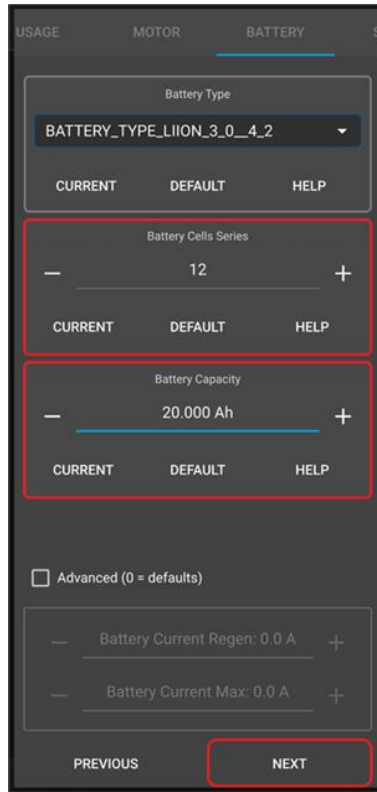 USAGE MOTOR BATTERY
Battery Type
BATTERY_TYPE_LIION_3_0__4_2
CURRENT DEFAULT HELP
Battery Cells Series
— 12 +
CURRENT DEFAULT HELP
Battery Capacity
— 20.000 Ah +
CURRENT DEFAULT HELP
Advanced (0 = defaults)
— Battery Current Regen: 0.0 A +
— Battery Current Max: 0.0 A +
PREVIOUS NEXT